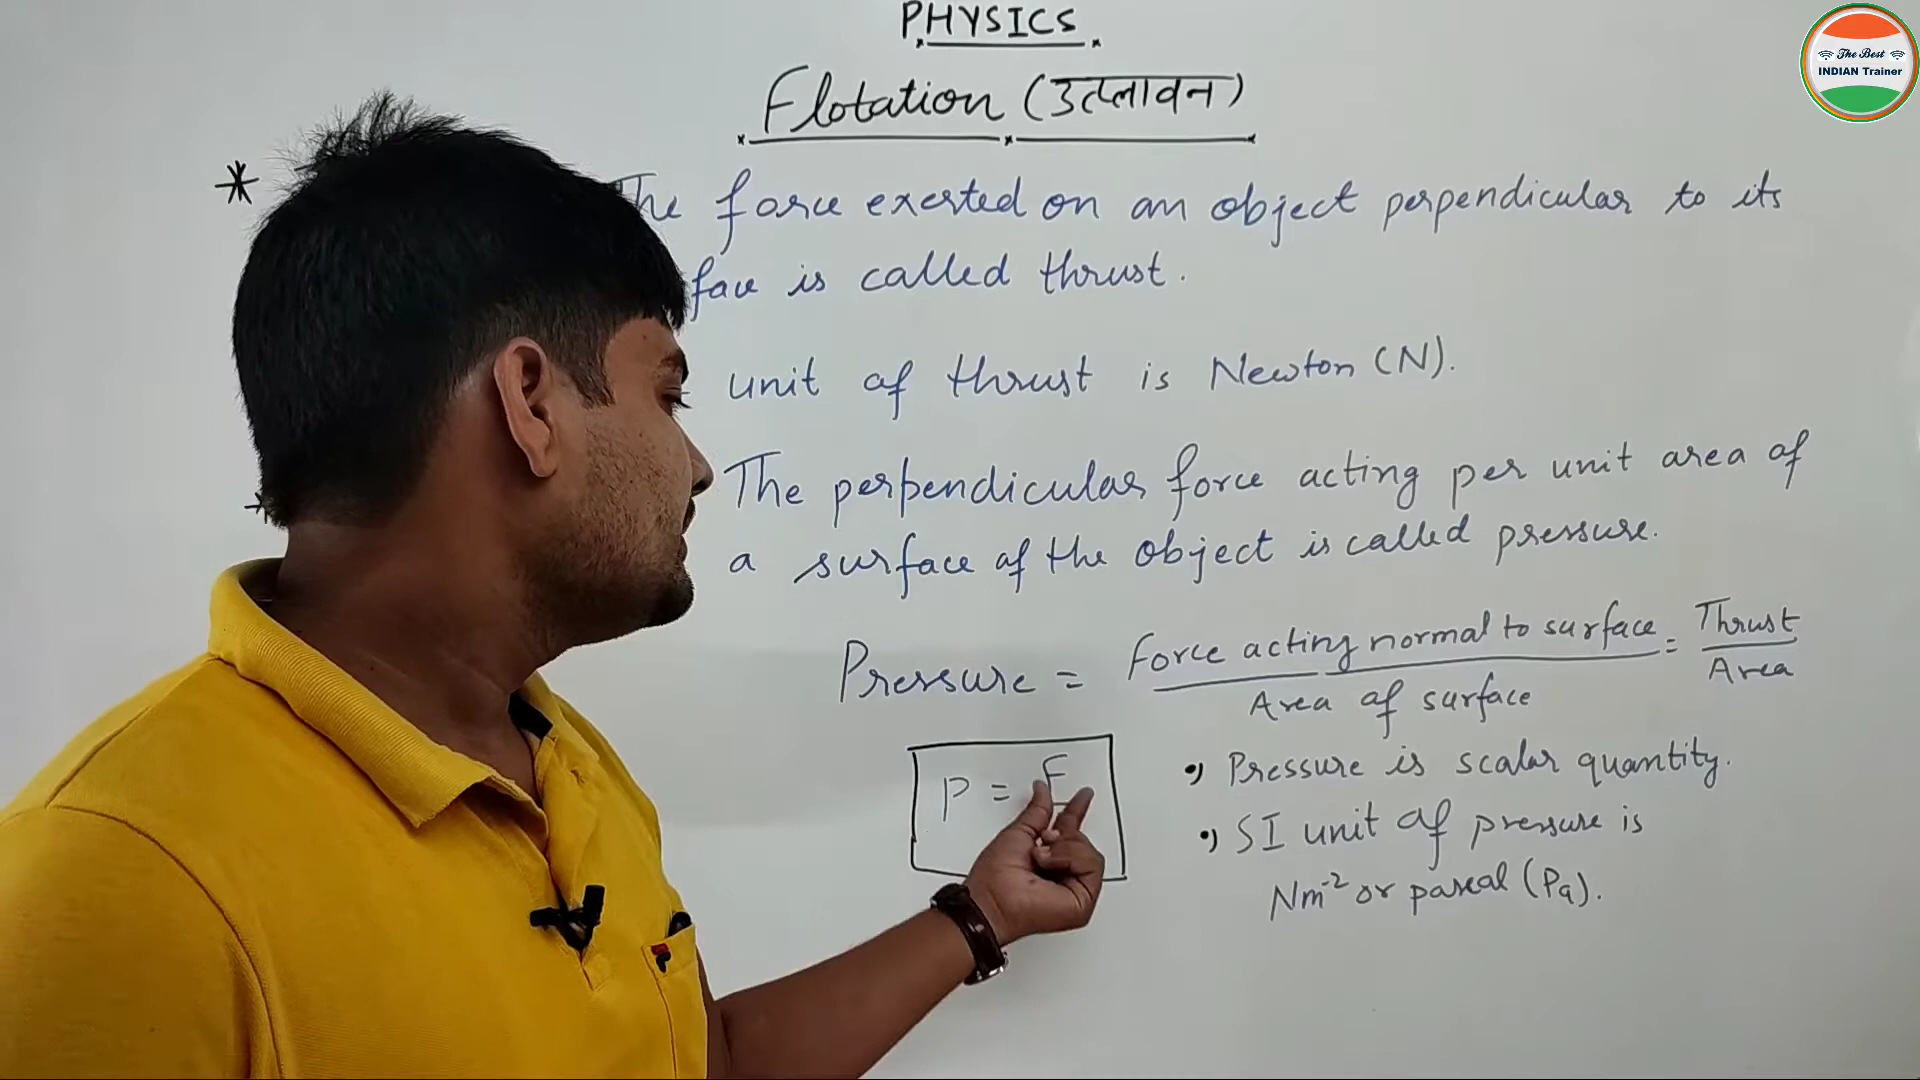 PHYSICS
Flotation (उत्प्लावन)
The force exerted on an object perpendicular to its
face is called thrust.
unit of thrust is Newton (N).
The perpendicular force acting per unit area of
a surface of the object is called pressure.
Pressure = Force acting normal to surface / Area of surface = Thrust / Area
P = F
•) Pressure is scalar quantity.
•) SI unit of pressure is
Nm⁻² or pascal (Pa).
The Best
INDIAN Trainer